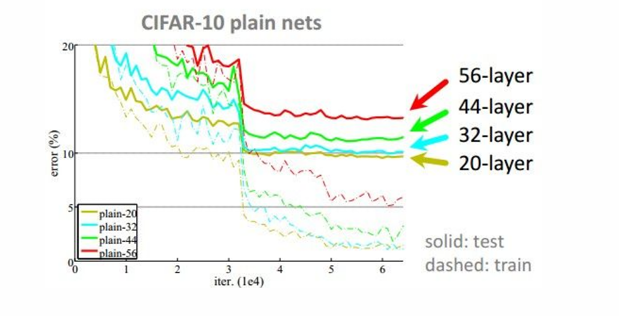 CIFAR-10 plain nets
20
10
5
0
error (%)
0
1
2
3
4
5
6
iter. (1e4)
plain-20
plain-32
plain-44
plain-56
56-layer
44-layer
32-layer
20-layer
solid: test
dashed: train